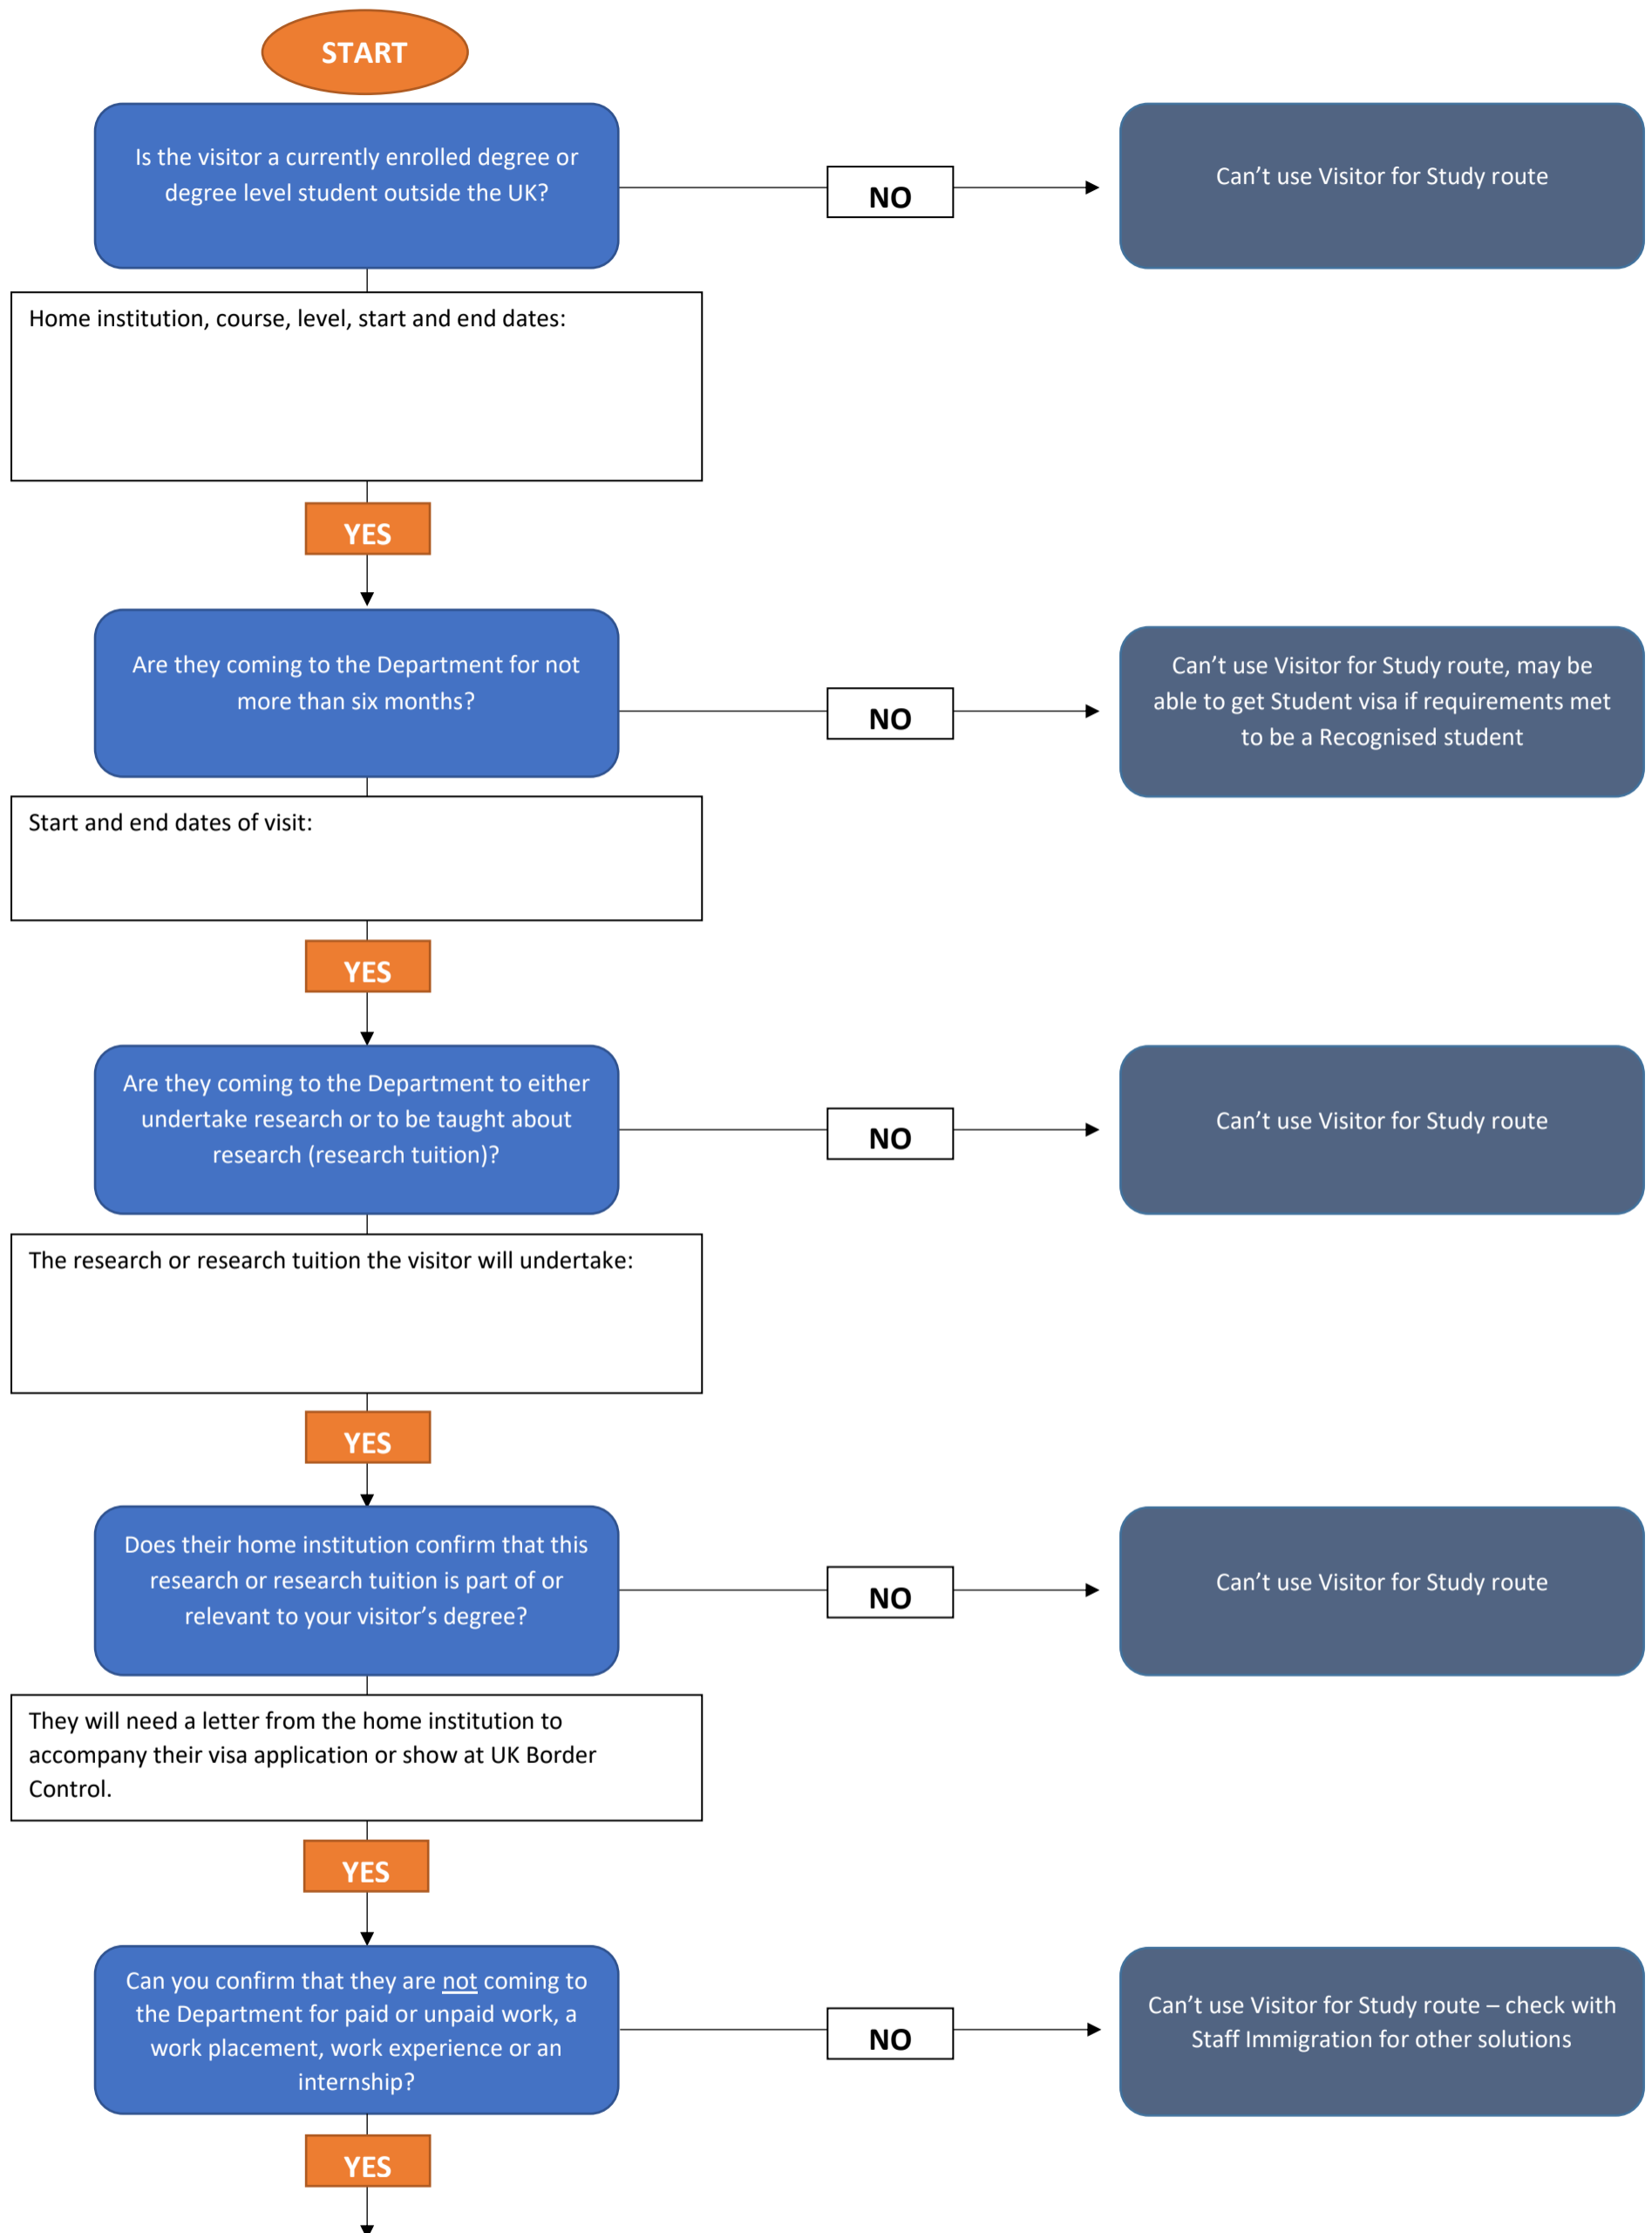 START
Is the visitor a currently enrolled degree or
degree level student outside the UK?
NO
Can’t use Visitor for Study route
Home institution, course, level, start and end dates:
YES
Are they coming to the Department for not
more than six months?
NO
Can’t use Visitor for Study route, may be
able to get Student visa if requirements met
to be a Recognised student
Start and end dates of visit:
YES
Are they coming to the Department to either
undertake research or to be taught about
research (research tuition)?
NO
Can’t use Visitor for Study route
The research or research tuition the visitor will undertake:
YES
Does their home institution confirm that this
research or research tuition is part of or
relevant to your visitor’s degree?
NO
Can’t use Visitor for Study route
They will need a letter from the home institution to
accompany their visa application or show at UK Border
Control.
YES
Can you confirm that they are not coming to
the Department for paid or unpaid work, a
work placement, work experience or an
internship?
NO
Can’t use Visitor for Study route – check with
Staff Immigration for other solutions
YES